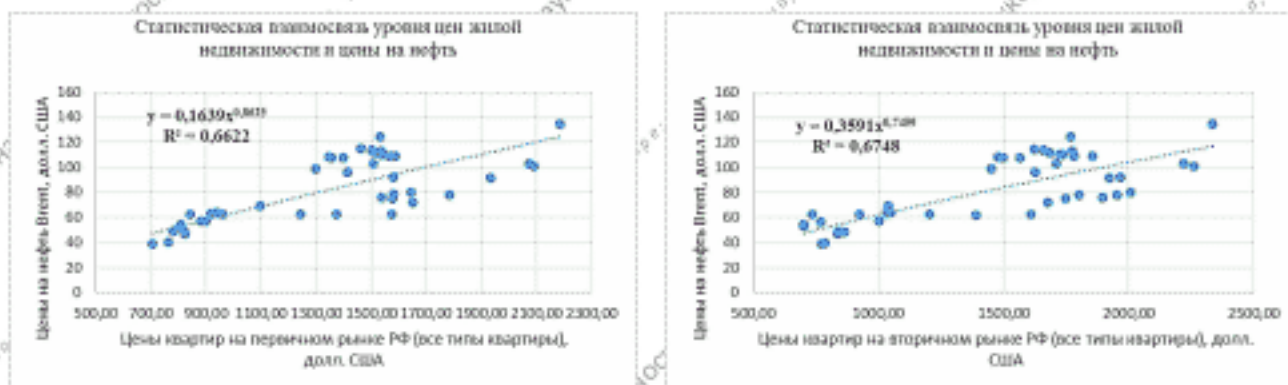 Статистическая взаимосвязь уровня цен жилой
недвижимости и цены на нефть
Цены на нефть Brent, долл. США
160
140
120
100
80
60
40
20
0
y = 0,1639x
R² = 0,6622
500,00 700,00 900,00 1100,00 1300,00 1500,00 1700,00 1900,00 2100,00 2300,00
Цены квартир на первичном рынке РФ (все типы квартиры),
долл. США
Статистическая взаимосвязь уровня цен жилой
недвижимости и цены на нефть
Цены на нефть Brent, долл. США
160
140
120
100
80
60
40
20
0
y = 0,3591x
R² = 0,6748
500,00 1000,00 1500,00 2000,00 2500,00
Цены квартир на вторичном рынке РФ (все типы квартиры), долл.
США